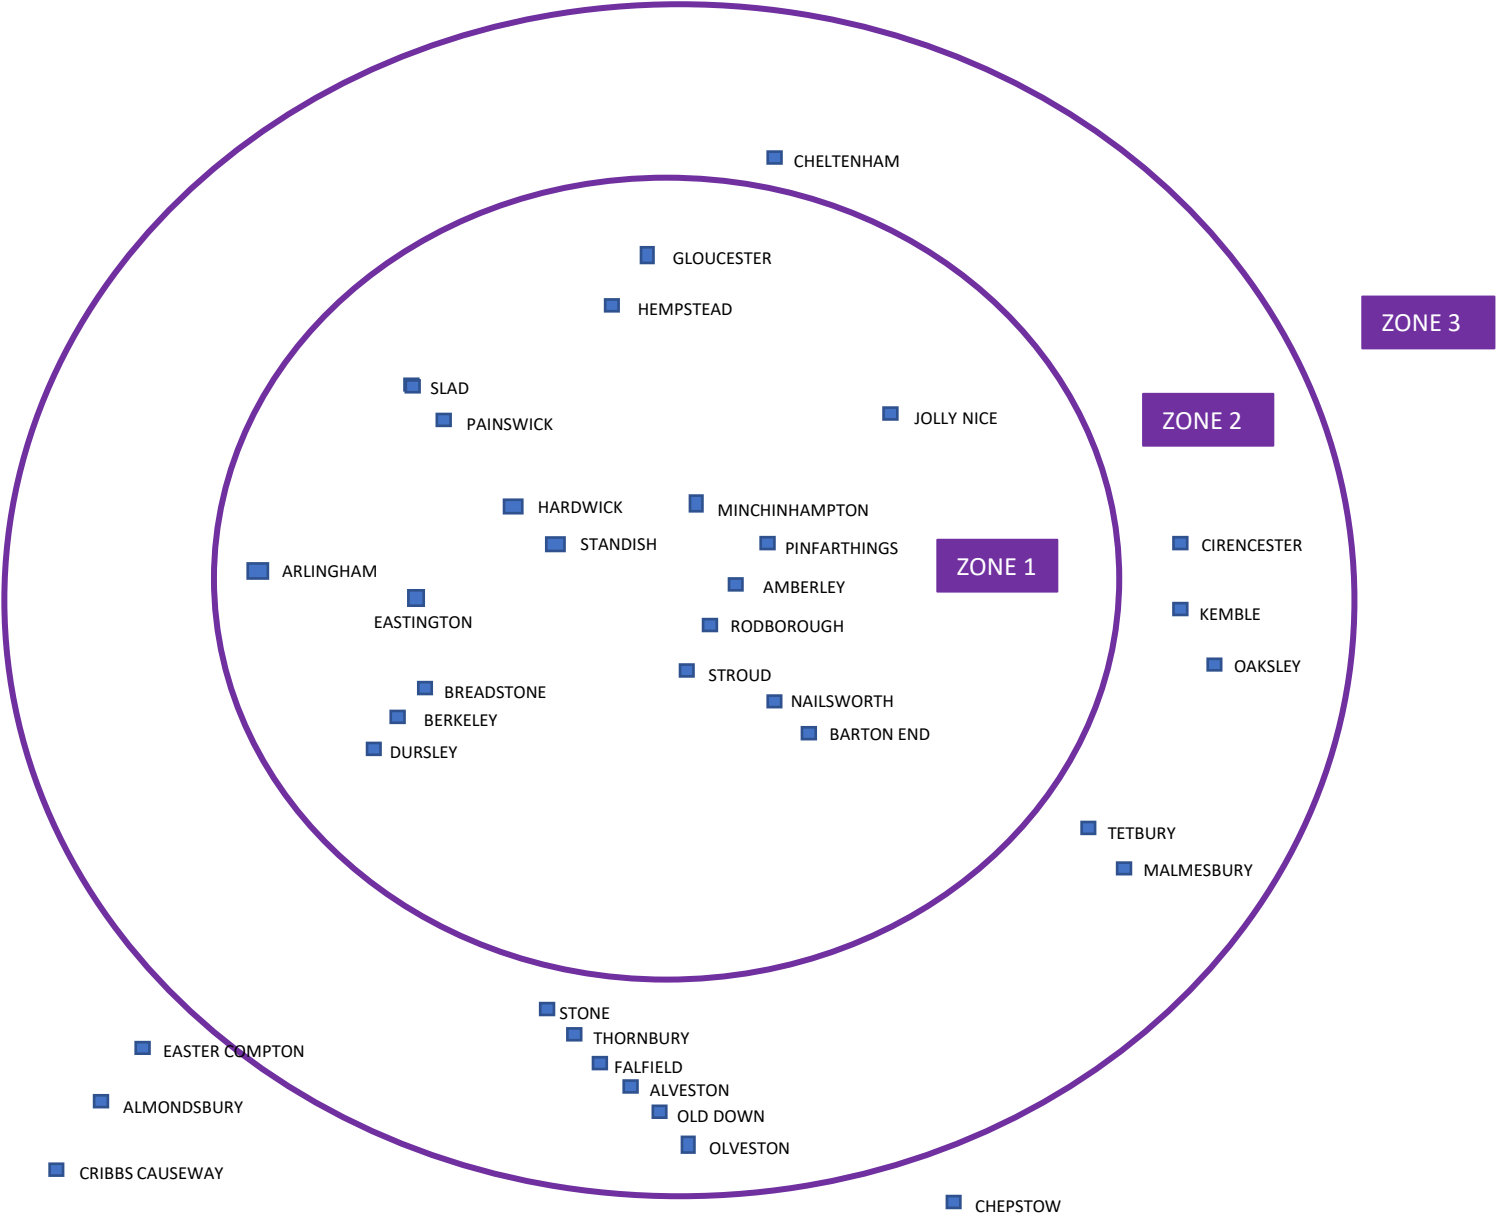 CHELTENHAM
GLOUCESTER
HEMPSTEAD
ZONE 3
SLAD
PAINSWICK
JOLLY NICE
ZONE 2
HARDWICK
MINCHINHAMPTON
STANDISH
PINFARTHINGS
CIRENCESTER
ZONE 1
ARLINGHAM
AMBERLEY
KEMBLE
EASTINGTON
RODBOROUGH
OAKSLEY
STROUD
BREADSTONE
NAILSWORTH
BERKELEY
BARTON END
DURSLEY
TETBURY
MALMESBURY
STONE
THORNBURY
EASTER COMPTON
FALFIELD
ALVESTON
ALMONDSBURY
OLD DOWN
OLVESTON
CRIBBS CAUSEWAY
CHEPSTOW